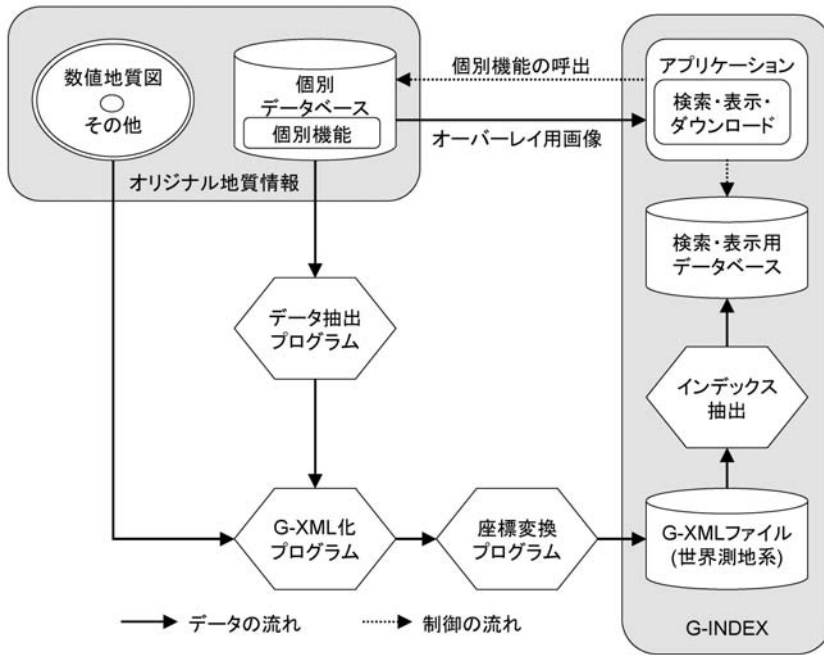 数値地質図
その他
個別
データベース
個別機能
オリジナル地質情報
個別機能の呼出
オーバーレイ用画像
アプリケーション
検索・表示・
ダウンロード
検索・表示用
データベース
データ抽出
プログラム
インデックス
抽出
G-XML化
プログラム
座標変換
プログラム
G-XMLファイル
(世界測地系)
データの流れ
制御の流れ
G-INDEX